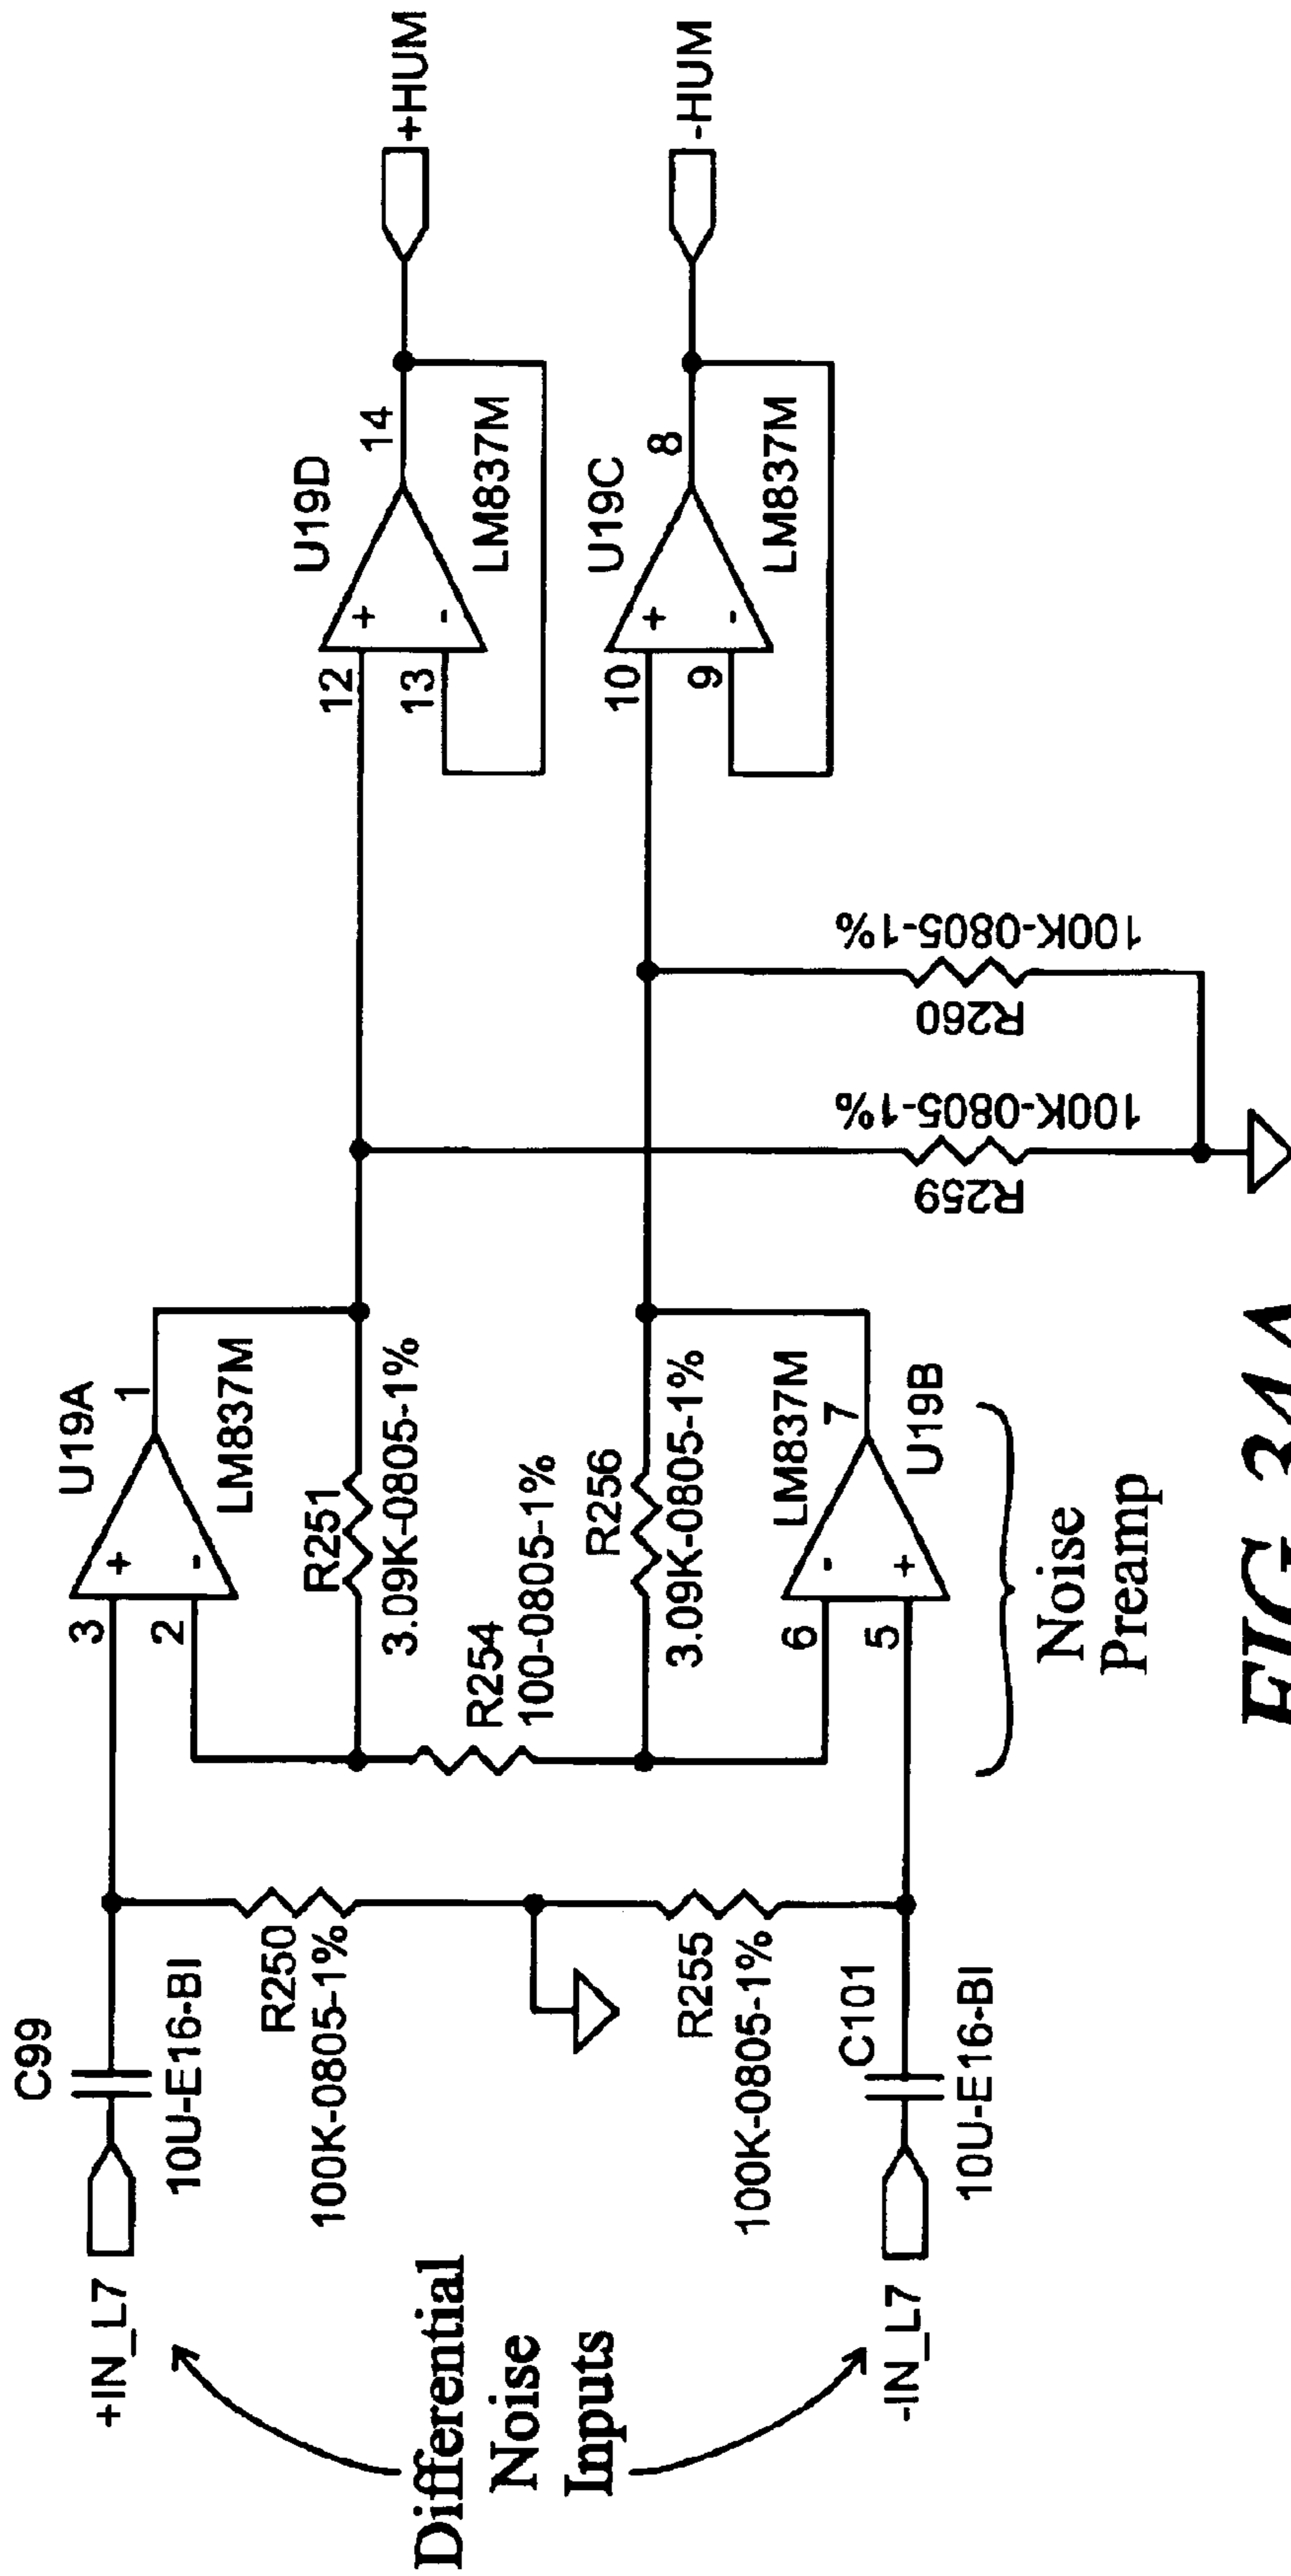 C99
+IN_L7
10U-E16-BI
R250
100K-0805-1%
Differential
Noise
Inputs
R255
100K-0805-1%
C101
-IN_L7
10U-E16-BI
U19A
3
2
+
-
1
LM837M
R251
3.09K-0805-1%
R254
100-0805-1%
R256
3.09K-0805-1%
LM837M
6
5
-
+
7
U19B
Noise
Preamp
R259
100K-0805-1%
R260
100K-0805-1%
U19D
12
13
+
-
14
LM837M
+HUM
U19C
10
9
+
-
8
LM837M
-HUM
FIG. 34A